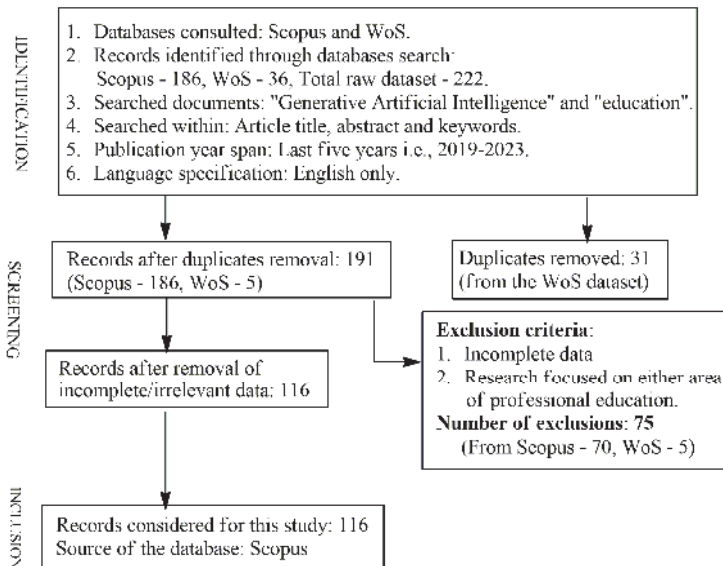 IDENTIFICATION
1. Databases consulted: Scopus and WoS.
2. Records identified through databases search:
Scopus - 186, WoS - 36, Total raw dataset - 222.
3. Searched documents: "Generative Artificial Intelligence" and "education".
4. Searched within: Article title, abstract and keywords.
5. Publication year span: Last five years i.e., 2019-2023.
6. Language specification: English only.
SCREENING
Records after duplicates removal: 191
(Scopus - 186, WoS - 5)
Duplicates removed: 31
(from the WoS dataset)
Exclusion criteria:
1. Incomplete data
2. Research focused on either area
of professional education.
Number of exclusions: 75
(From Scopus - 70, WoS - 5)
Records after removal of
incomplete/irrelevant data: 116
INCLUSION
Records considered for this study: 116
Source of the database: Scopus